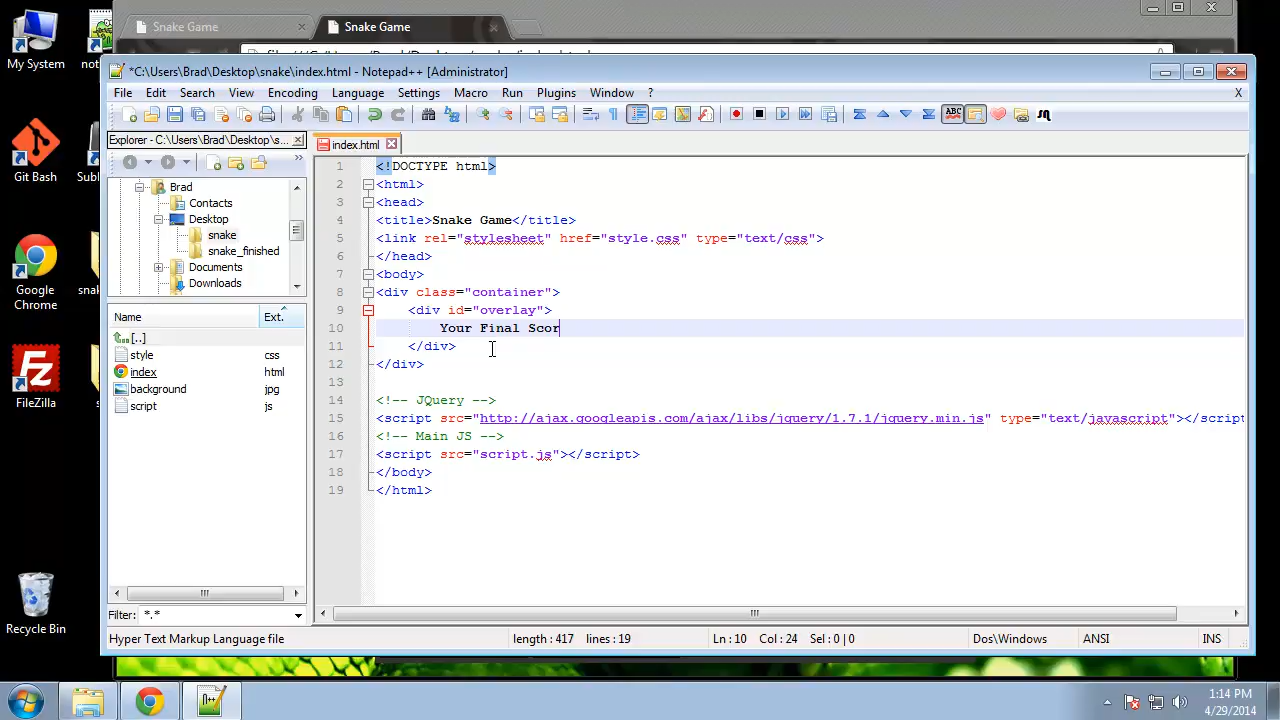 Snake Game
Snake Game
My System
*C:\Users\Brad\Desktop\snake\index.html - Notepad++ [Administrator]
File Edit Search View Encoding Language Settings Macro Run Plugins Window ? X
Explorer - C:\Users\Brad\Desktop\s...
index.html
Git Bash
Brad
Contacts
Desktop
snake
snake_finished
Documents
Downloads
Name Ext.
[..]
style css
index html
background jpg
script js
Filter: *.*
1 <!DOCTYPE html>
2 <html>
3 <head>
4 <title>Snake Game</title>
5 <link rel="stylesheet" href="style.css" type="text/css">
6 </head>
7 <body>
8 <div class="container">
9 <div id="overlay">
10 Your Final Scor
11 </div>
12 </div>
13
14 <!-- JQuery -->
15 <script src="http://ajax.googleapis.com/ajax/libs/jquery/1.7.1/jquery.min.js" type="text/javascript"></script
16 <!-- Main JS -->
17 <script src="script.js"></script>
18 </body>
19 </html>
Google
Chrome
FileZilla
Recycle Bin
Hyper Text Markup Language file length : 417 lines : 19 Ln : 10 Col : 24 Sel : 0 | 0 Dos\Windows ANSI INS
1:14 PM
4/29/2014